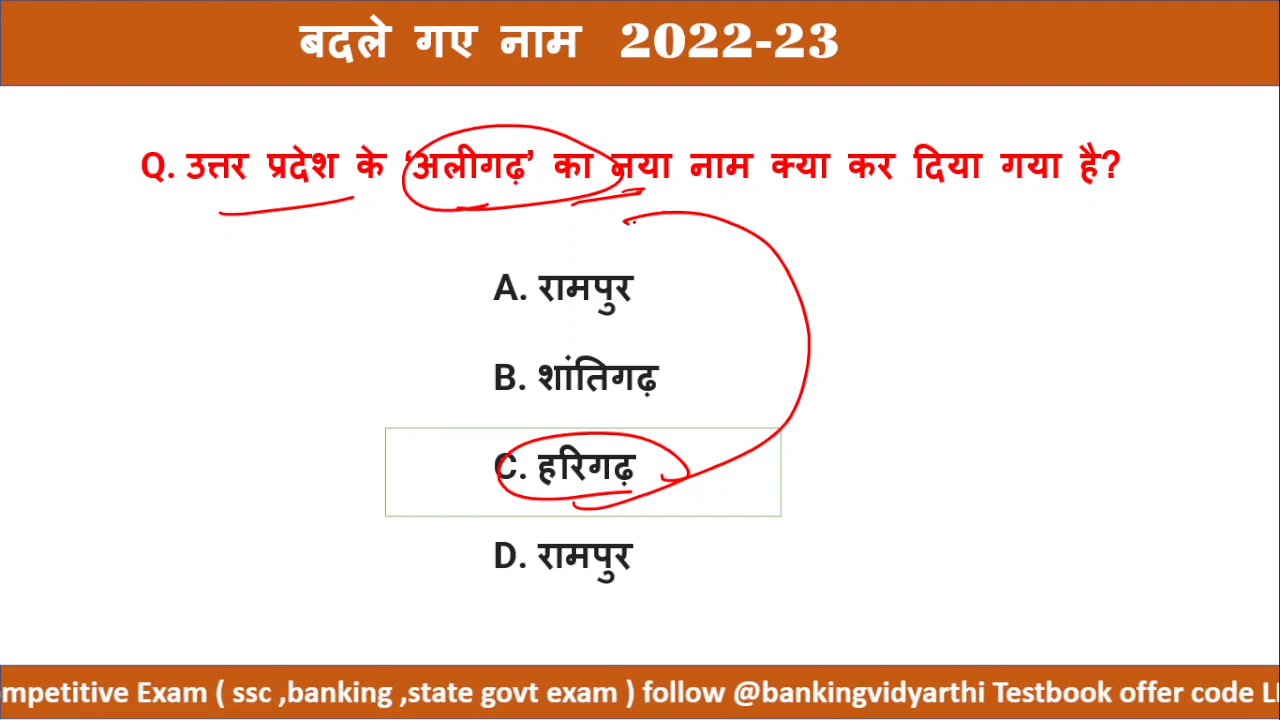 बदले गए नाम 2022-23
Q. उत्तर प्रदेश के ‘अलीगढ़’ का नया नाम क्या कर दिया गया है?
A. रामपुर
B. शांतिगढ़
C. हरिगढ़
D. रामपुर
Exam ( ssc ,banking ,state govt exam ) follow @bankingvidyarthi Testbook offer code